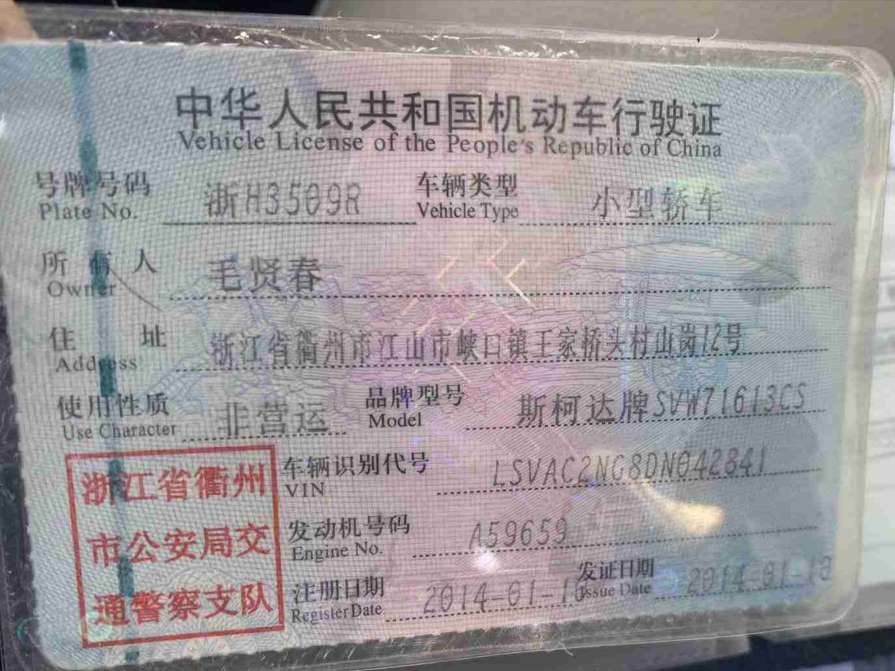 中华人民共和国机动车行驶证
Vehicle License of the People's Republic of China
号牌号码 浙H3509R 车辆类型 小型轿车
Plate No. Vehicle Type
所有人 毛贤春
Owner
住址 浙江省衢州市江山市峡口镇王家桥头村山岗12号
Address
使用性质 非营运 品牌型号 斯柯达牌SVW71613CS
Use Character Model
浙江省衢州
市公安局交
通警察支队
车辆识别代号 LSVAC2NG8DN042841
VIN
发动机号码 A59659
Engine No.
注册日期 2014-01-10 发证日期 2014-01-10
Register Date Issue Date